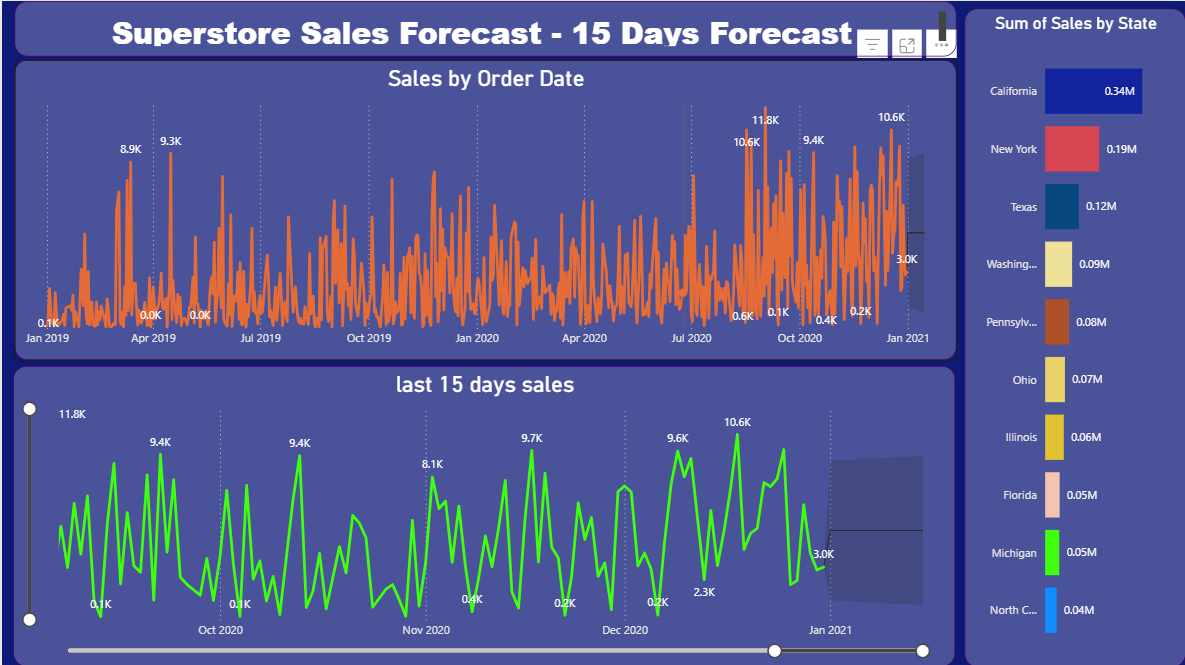 Superstore Sales Forecast - 15 Days Forecast
Sales by Order Date
11.8K
10.6K
10.6K
9.4K
9.3K
8.9K
3.0K
0.1K
0.0K
0.0K
0.6K
0.1K
0.4K
0.2K
Jan 2019
Apr 2019
Jul 2019
Oct 2019
Jan 2020
Apr 2020
Jul 2020
Oct 2020
Jan 2021
last 15 days sales
11.8K
9.4K
9.4K
8.1K
9.7K
9.6K
10.6K
3.0K
0.1K
0.1K
0.4K
0.2K
0.2K
2.3K
Oct 2020
Nov 2020
Dec 2020
Jan 2021
Sum of Sales by State
California 0.34M
New York 0.19M
Texas 0.12M
Washing... 0.09M
Pennsylv... 0.08M
Ohio 0.07M
Illinois 0.06M
Florida 0.05M
Michigan 0.05M
North C... 0.04M